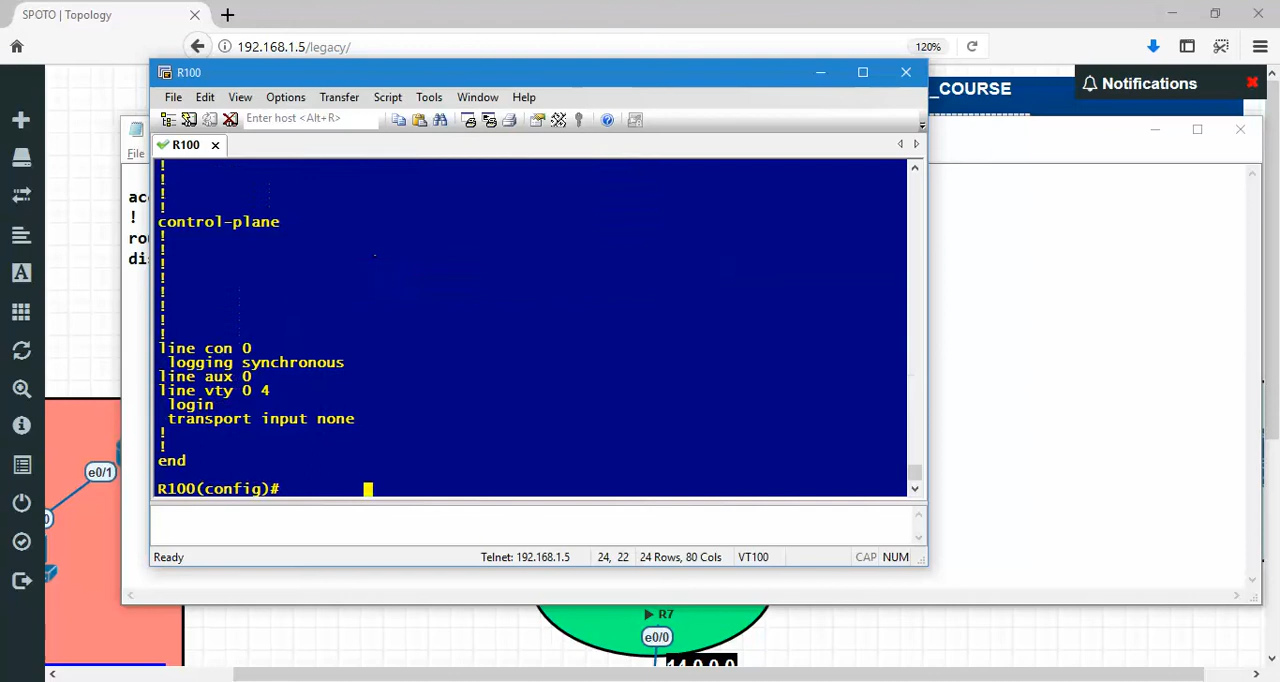 SPOTO | Topology
192.168.1.5/legacy/
120%
_COURSE
Notifications
R100
File Edit View Options Transfer Script Tools Window Help
Enter host <Alt+R>
R100
File
acc
!
rou
di
!
!
!
!
control-plane
!
!
!
!
!
!
!
!
line con 0
logging synchronous
line aux 0
line vty 0 4
login
transport input none
!
!
end
R100(config)#
Ready
Telnet: 192.168.1.5 24, 22 24 Rows, 80 Cols VT100 CAP NUM
e0/1
R7
e0/0